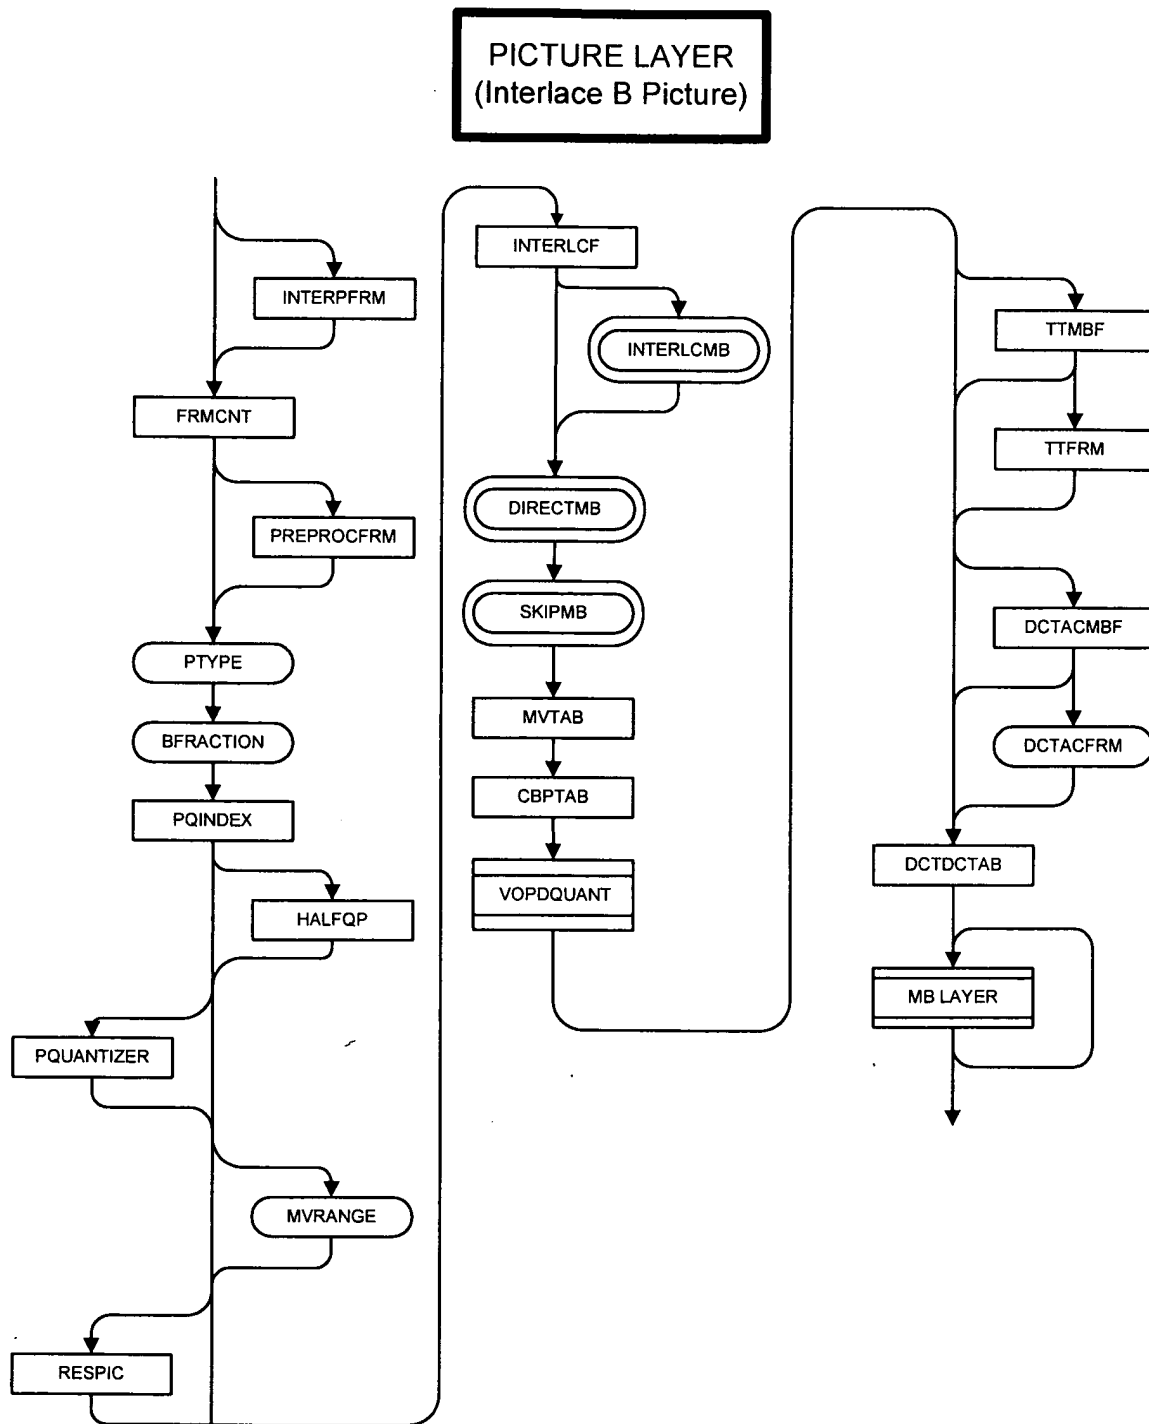 PICTURE LAYER
(Interlace B Picture)
INTERPFRM
FRMCNT
PREPROCFRM
PTYPE
BFRACTION
PQINDEX
HALFQP
PQUANTIZER
MVRANGE
RESPIC
INTERLCF
INTERLCMB
DIRECTMB
SKIPMB
MVTAB
CBPTAB
VOPDQUANT
TTMBF
TTFRM
DCTACMBF
DCTACFRM
DCTDCTAB
MB LAYER